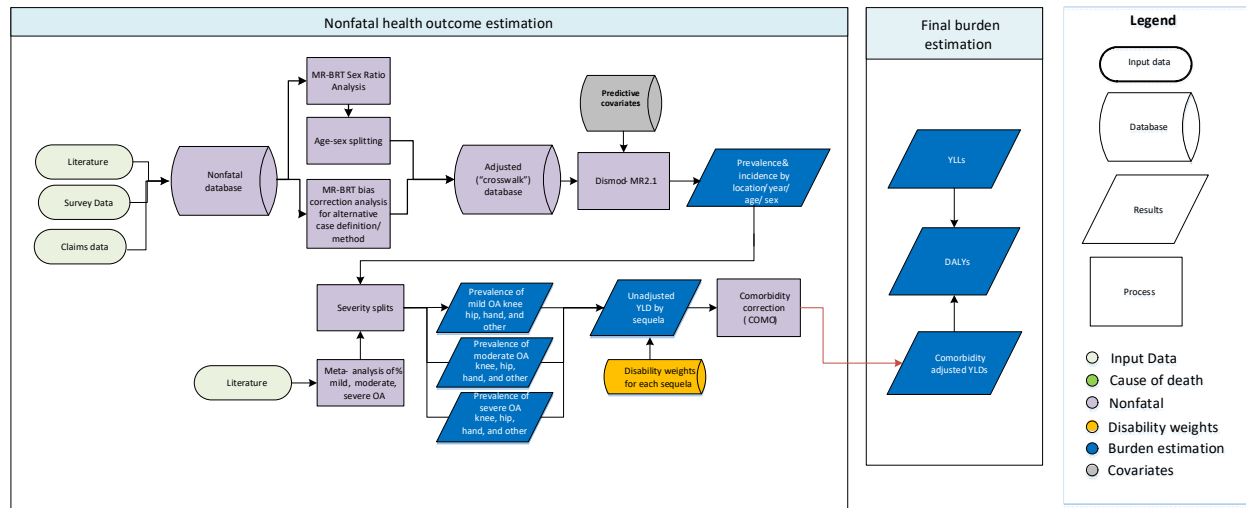 Nonfatal health outcome estimation
MR-BRT Sex Ratio
Analysis
Age-sex splitting
MR-BRT bias
correction analysis
for alternative
case definition/
method
Literature
Survey Data
Claims data
Nonfatal
database
Adjusted
("crosswalk")
database
Predictive
covariates
Dismod- MR2.1
Prevalence&
incidence by
location/year/
age/ sex
Severity splits
Literature
Meta- analysis of%
mild, moderate,
severe OA
Prevalence of
mild OA knee
hip, hand, and
other
Prevalence of
moderate OA
knee, hip,
hand, and other
Prevalence of
severe OA
knee, hip,
hand, and other
Unadjusted
YLD by
sequela
Disability weights
for each sequela
Comorbidity
correction
( COMO)
Final burden
estimation
YLLs
DALYs
Comorbidity
adjusted YLDs
Legend
Input data
Database
Results
Process
Input Data
Cause of death
Nonfatal
Disability weights
Burden estimation
Covariates